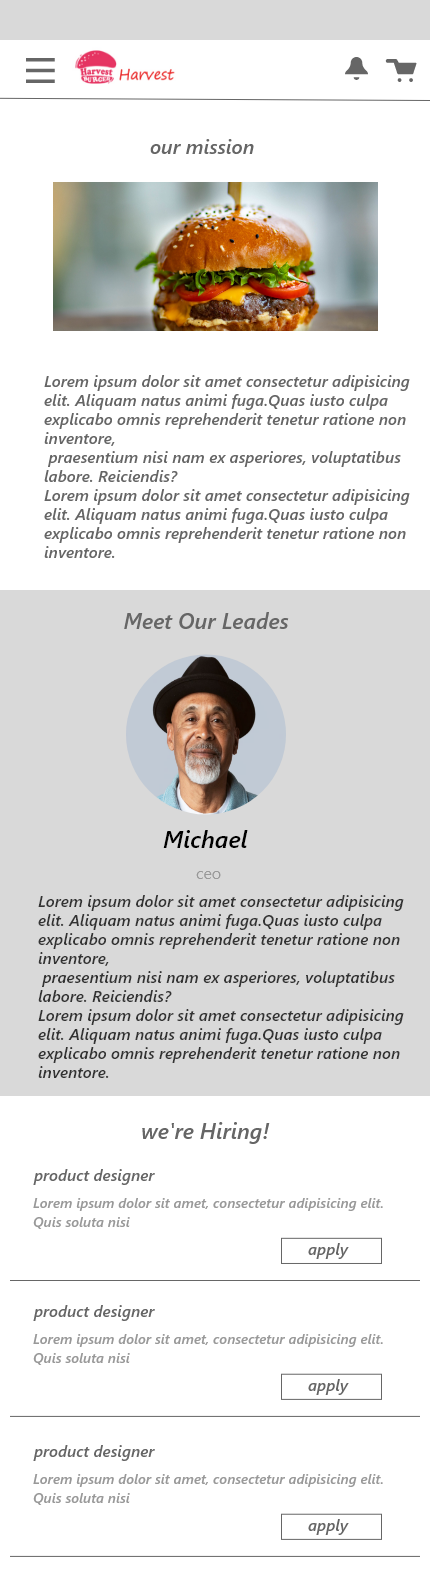 Harvest
BURGER
Harvest
our mission
Lorem ipsum dolor sit amet consectetur adipisicing
elit. Aliquam natus animi fuga.Quas iusto culpa
explicabo omnis reprehenderit tenetur ratione non
inventore,
praesentium nisi nam ex asperiores, voluptatibus
labore. Reiciendis?
Lorem ipsum dolor sit amet consectetur adipisicing
elit. Aliquam natus animi fuga.Quas iusto culpa
explicabo omnis reprehenderit tenetur ratione non
inventore.
Meet Our Leades
Michael
ceo
Lorem ipsum dolor sit amet consectetur adipisicing
elit. Aliquam natus animi fuga.Quas iusto culpa
explicabo omnis reprehenderit tenetur ratione non
inventore,
praesentium nisi nam ex asperiores, voluptatibus
labore. Reiciendis?
Lorem ipsum dolor sit amet consectetur adipisicing
elit. Aliquam natus animi fuga.Quas iusto culpa
explicabo omnis reprehenderit tenetur ratione non
inventore.
we're Hiring!
product designer
Lorem ipsum dolor sit amet, consectetur adipisicing elit.
Quis soluta nisi
apply
product designer
Lorem ipsum dolor sit amet, consectetur adipisicing elit.
Quis soluta nisi
apply
product designer
Lorem ipsum dolor sit amet, consectetur adipisicing elit.
Quis soluta nisi
apply